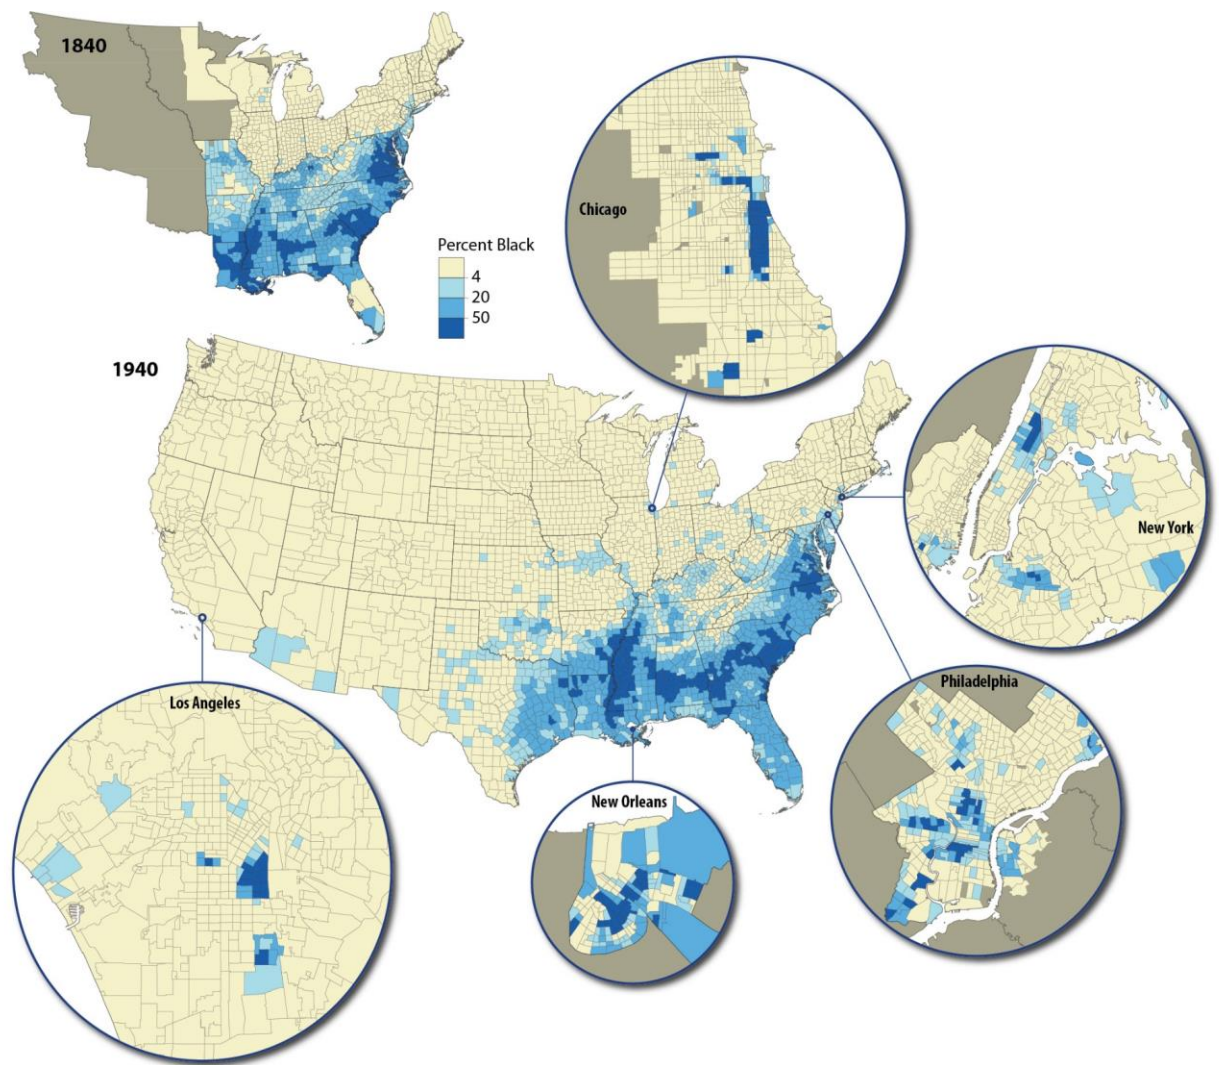 1840
Chicago
Percent Black
4
20
50
1940
New York
Philadelphia
Los Angeles
New Orleans